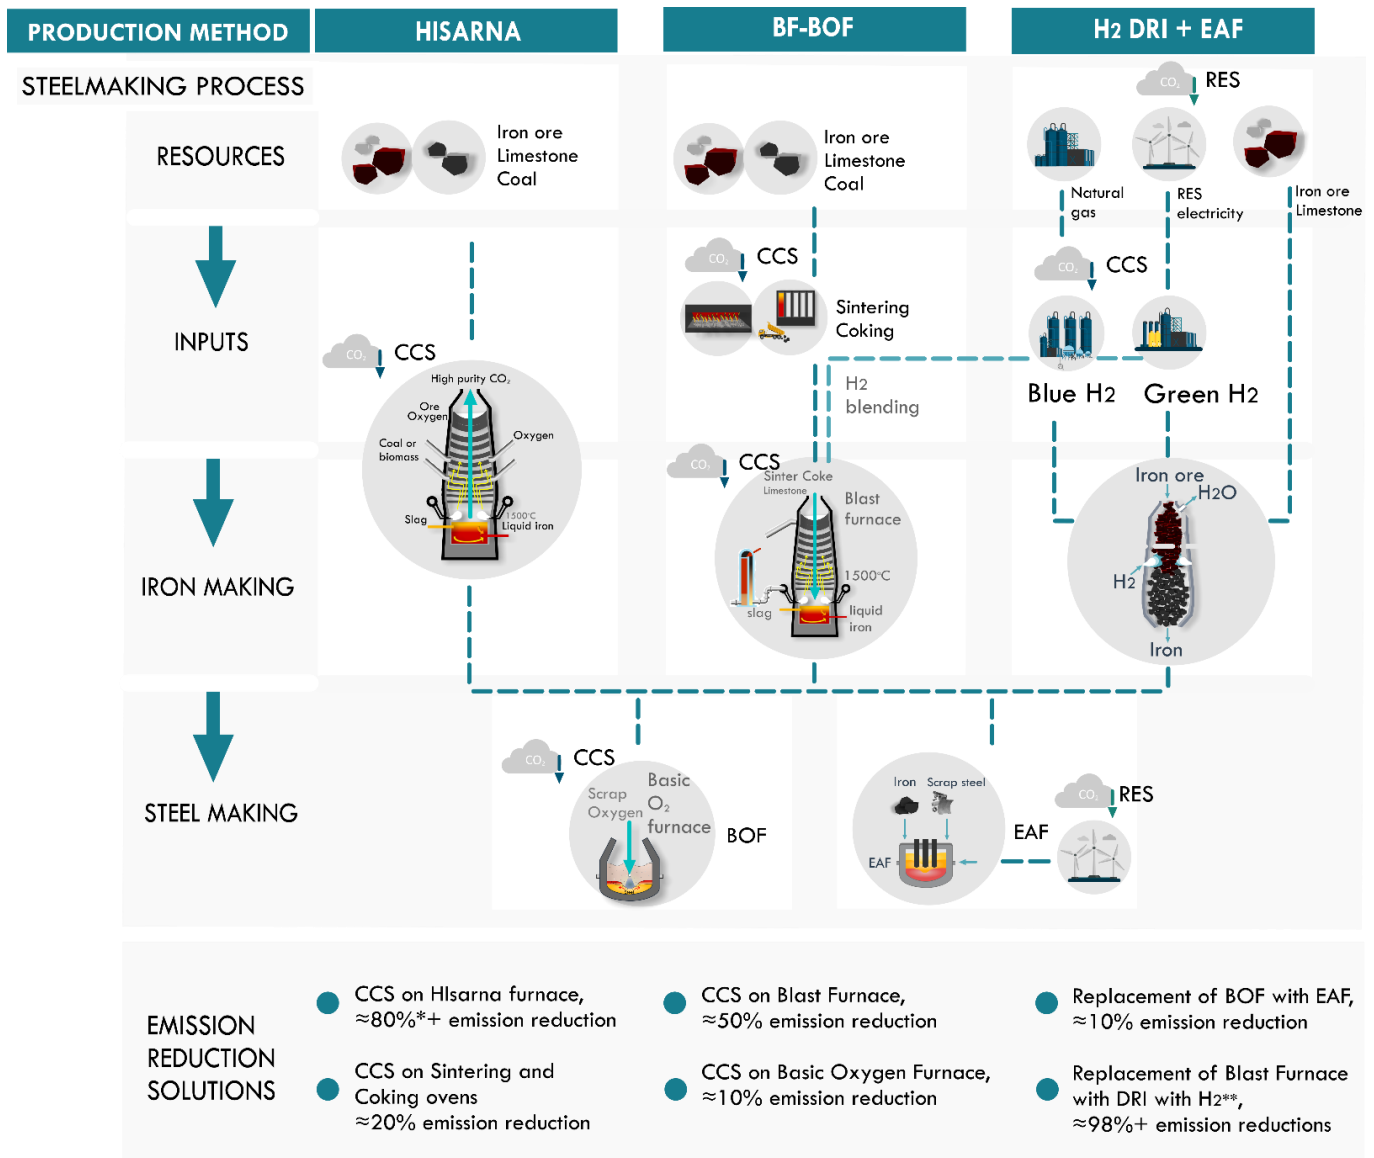 PRODUCTION METHOD
HISARNA
BF-BOF
H2 DRI + EAF
STEELMAKING PROCESS
CO2
RES
RESOURCES
Iron ore
Limestone
Coal
Iron ore
Limestone
Coal
Natural
gas
RES
electricity
Iron ore
Limestone
INPUTS
CO2
CCS
High purity CO2
Ore
Oxygen
Coal or
biomass
Oxygen
Slag
1500°C
Liquid iron
CO2
CCS
Sintering
Coking
H2
blending
CO2
CCS
Blue H2
Green H2
IRON MAKING
CO2
CCS
Sinter Coke
Limestone
Blast
furnace
1500°C
slag
liquid
iron
Iron ore
H2O
H2
Iron
STEEL MAKING
CO2
CCS
Scrap
Oxygen
Basic
O2
furnace
BOF
Iron
Scrap steel
EAF
EAF
CO2
RES
EMISSION
REDUCTION
SOLUTIONS
CCS on HIsarna furnace,
≈80%*+ emission reduction
CCS on Sintering and
Coking ovens
≈20% emission reduction
CCS on Blast Furnace,
≈50% emission reduction
CCS on Basic Oxygen Furnace,
≈10% emission reduction
Replacement of BOF with EAF,
≈10% emission reduction
Replacement of Blast Furnace
with DRI with H2**,
≈98%+ emission reductions